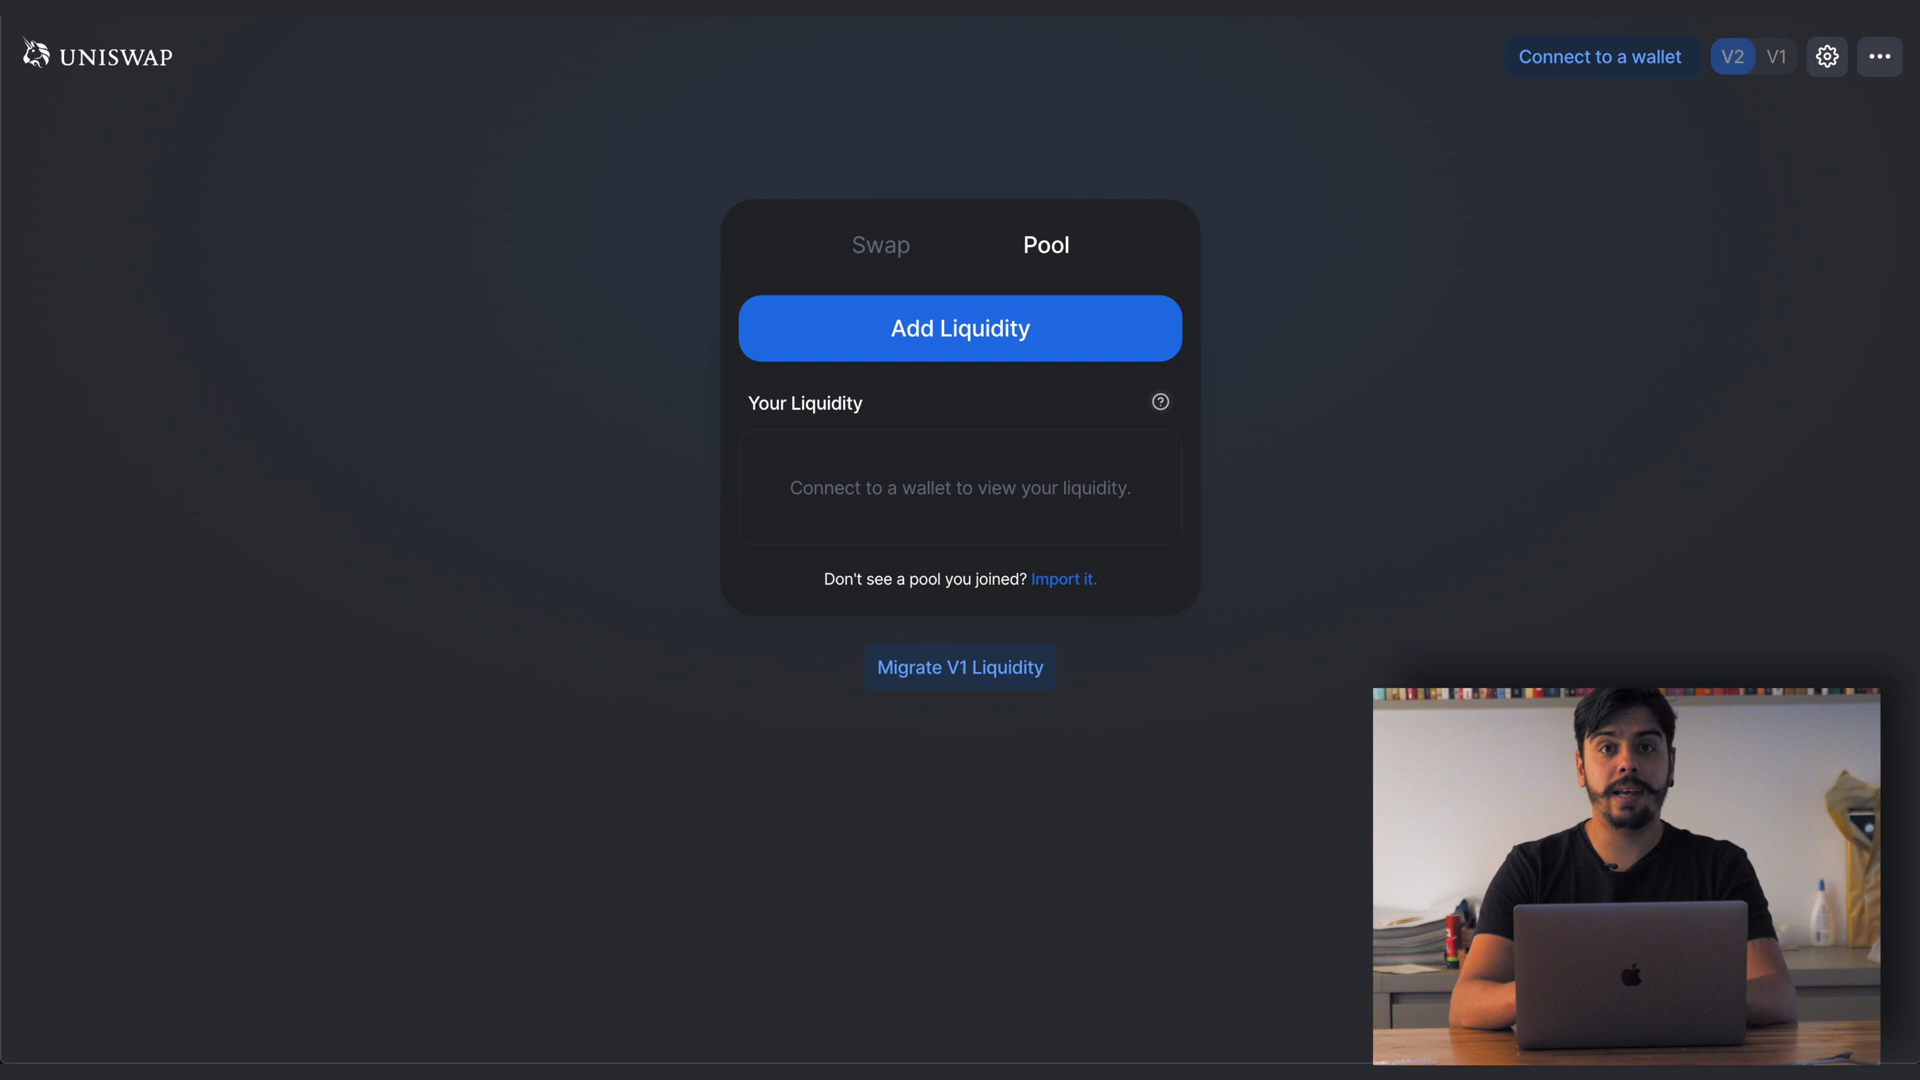 UNISWAP
Connect to a wallet
V2 V1
Swap Pool
Add Liquidity
Your Liquidity
?
Connect to a wallet to view your liquidity.
Don't see a pool you joined? Import it.
Migrate V1 Liquidity